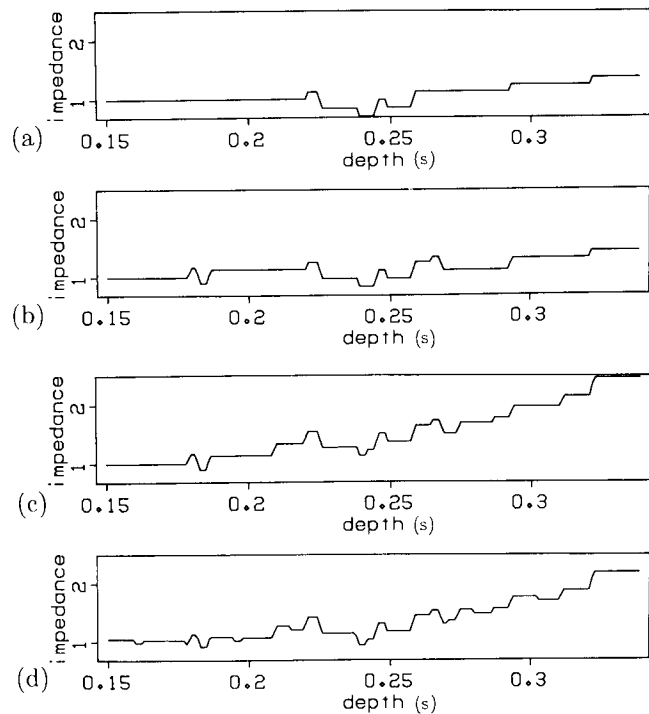 impedance
2
1
(a)
0.15 0.2 0.25 0.3
depth (s)
impedance
2
1
(b)
0.15 0.2 0.25 0.3
depth (s)
impedance
2
1
(c)
0.15 0.2 0.25 0.3
depth (s)
impedance
2
1
(d)
0.15 0.2 0.25 0.3
depth (s)